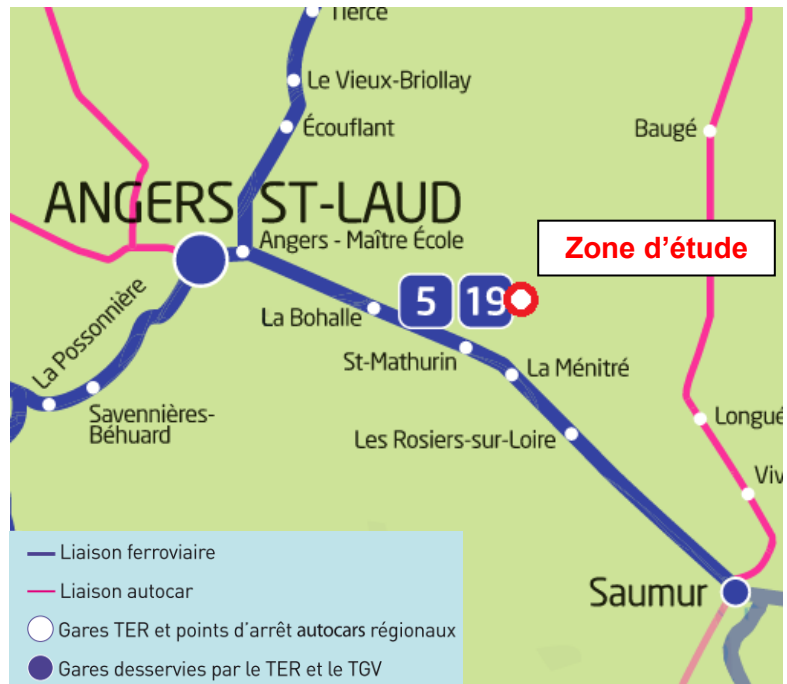 Tiercé
Le Vieux-Briollay
Écouflant
Baugé
ANGERS ST-LAUD
Angers - Maître École
Zone d'étude
La Possonnière
La Bohalle
5 19
St-Mathurin
La Ménitré
Savennières-
Béhuard
Longué
Les Rosiers-sur-Loire
Viv
Saumur
Liaison ferroviaire
Liaison autocar
Gares TER et points d'arrêt autocars régionaux
Gares desservies par le TER et le TGV